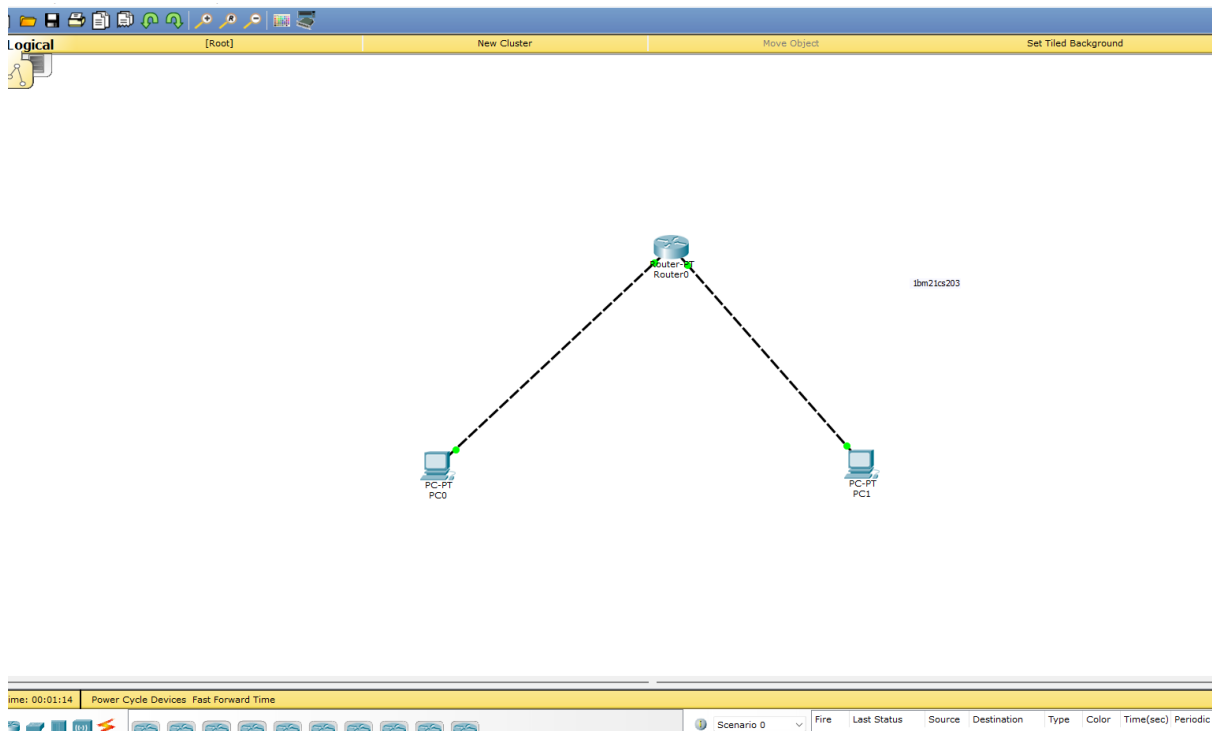 Logical
[Root]
New Cluster
Move Object
Set Tiled Background
Router-PT
Router0
1bm21cs203
PC-PT
PC0
PC-PT
PC1
ime: 00:01:14
Power Cycle Devices Fast Forward Time
Scenario 0
Fire Last Status Source Destination Type Color Time(sec) Periodic